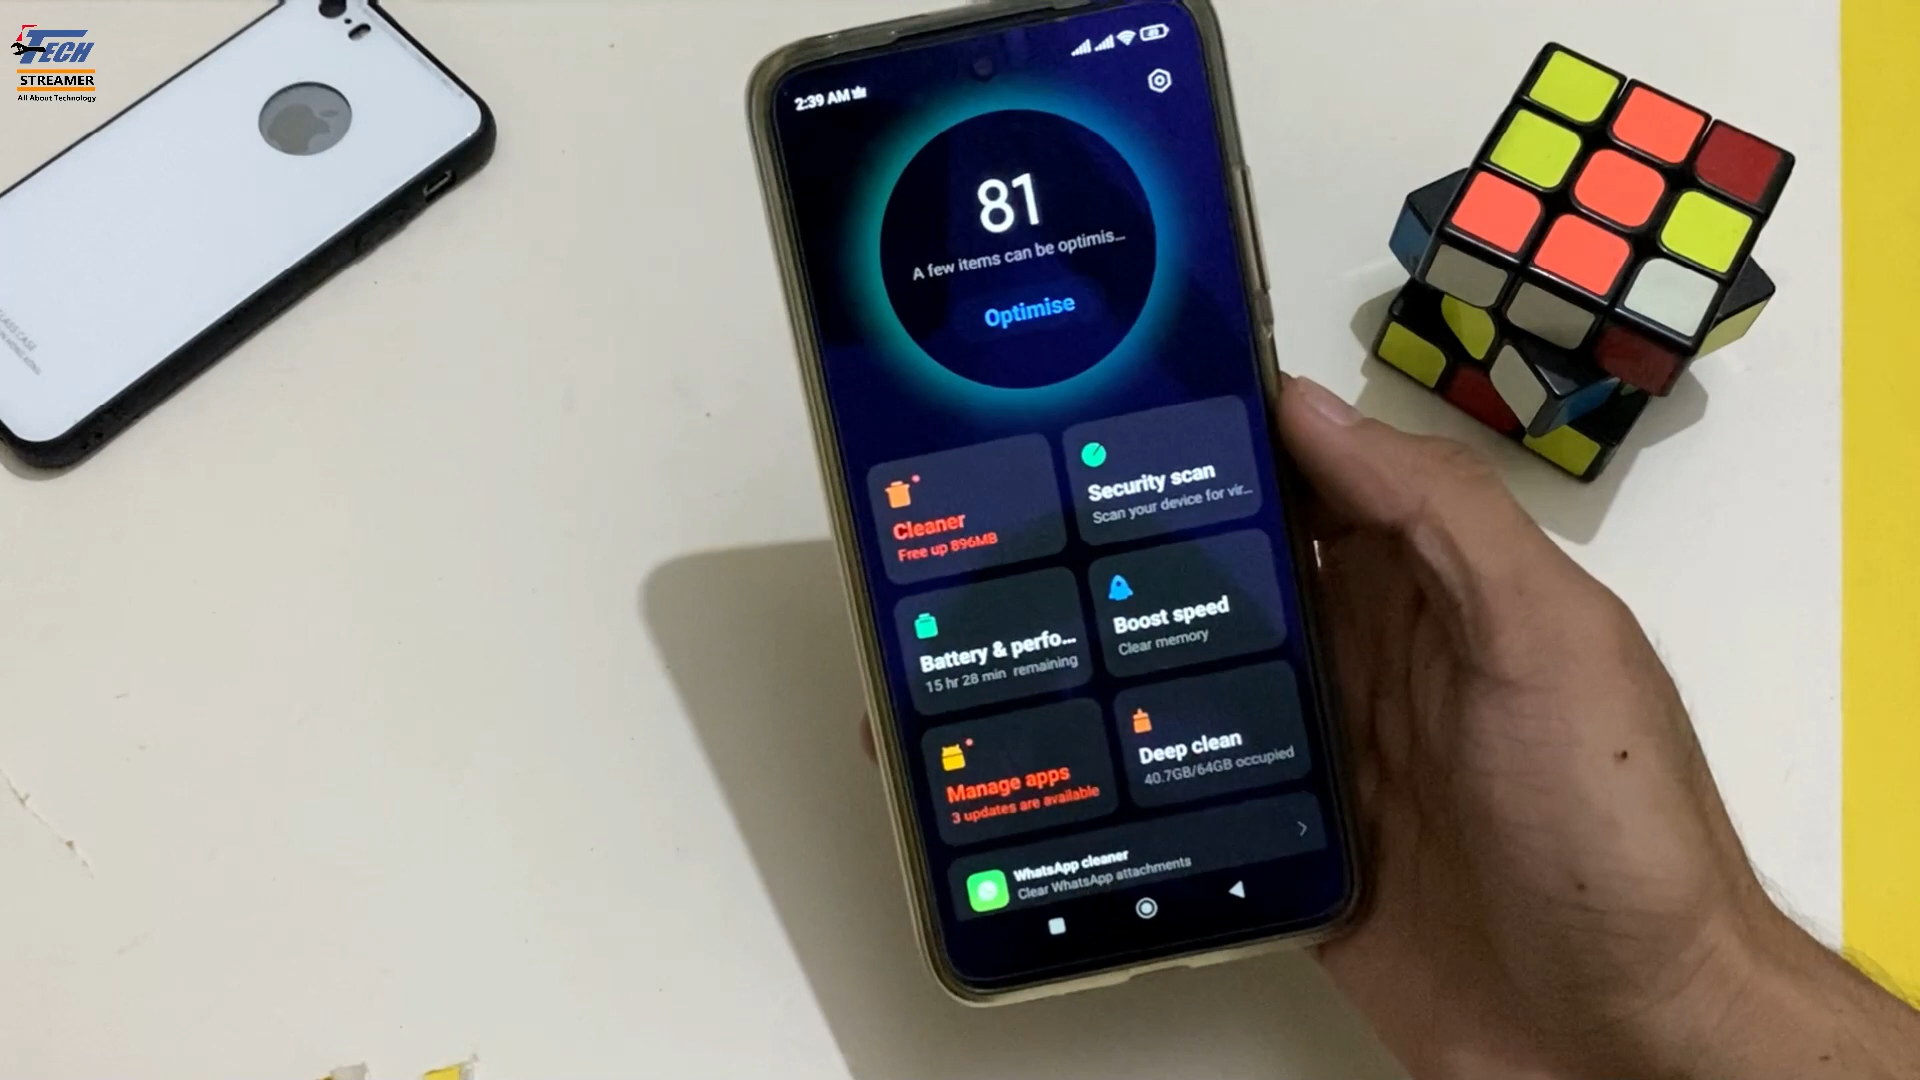 TECH
STREAMER
All About Technology
2:39 AM
81
A few items can be optimis...
Optimise
Cleaner
Free up 896MB
Security scan
Scan your device for vir...
Battery & perfo...
15 hr 28 min remaining
Boost speed
Clear memory
Manage apps
3 updates are available
Deep clean
40.7GB/64GB occupied
WhatsApp cleaner
Clear WhatsApp attachments